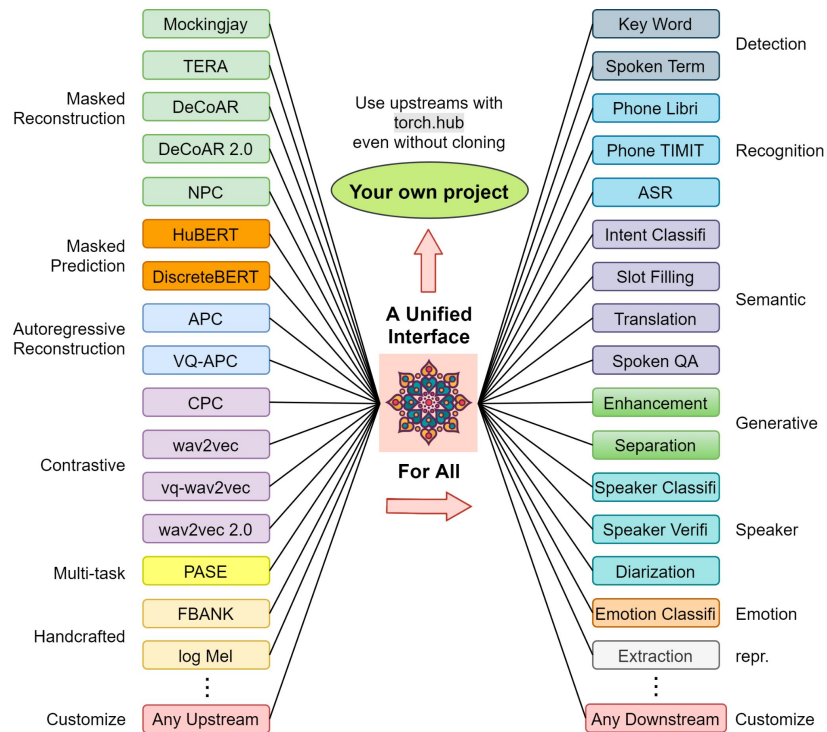 Masked
Reconstruction
Mockingjay
TERA
DeCoAR
DeCoAR 2.0
NPC
Masked
Prediction
HuBERT
DiscreteBERT
Autoregressive
Reconstruction
APC
VQ-APC
Contrastive
CPC
wav2vec
vq-wav2vec
wav2vec 2.0
Multi-task
PASE
Handcrafted
FBANK
log Mel
⋮
Customize
Any Upstream
Use upstreams with
torch.hub
even without cloning
Your own project
A Unified
Interface
For All
Key Word
Spoken Term
Detection
Phone Libri
Phone TIMIT
ASR
Recognition
Intent Classifi
Slot Filling
Translation
Spoken QA
Semantic
Enhancement
Separation
Generative
Speaker Classifi
Speaker Verifi
Diarization
Speaker
Emotion Classifi
Emotion
Extraction
repr.
⋮
Any Downstream
Customize